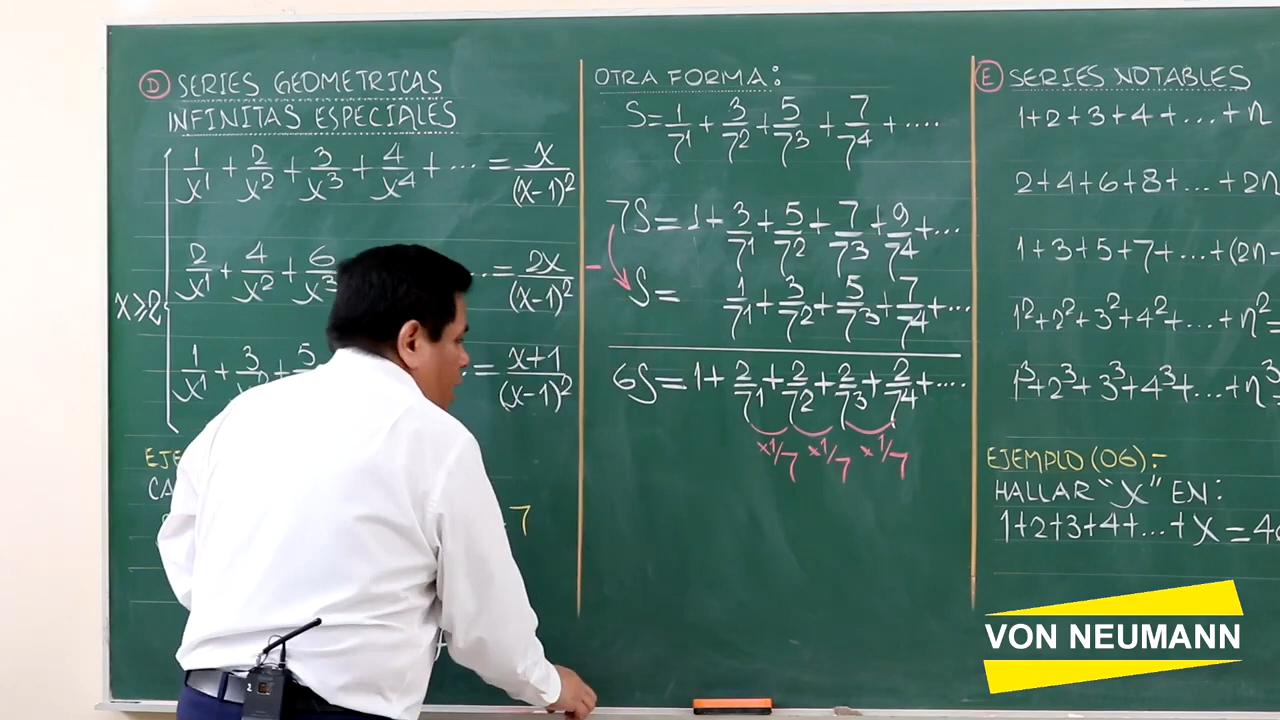 D SERIES GEOMETRICAS
INFINITAS ESPECIALES
1/x¹ + 2/x² + 3/x³ + 4/x⁴ + ... = x/(x-1)²
2/x¹ + 4/x² + 6/x³ ... = 2x/(x-1)²
x ≥ 2
1/x¹ + 3/x² + 5 ... = x+1/(x-1)²
7
OTRA FORMA:
S = 1/7¹ + 3/7² + 5/7³ + 7/7⁴ + ....
7S = 1 + 3/7¹ + 5/7² + 7/7³ + 9/7⁴ + ...
- S = 1/7¹ + 3/7² + 5/7³ + 7/7⁴ + ...
6S = 1 + 2/7¹ + 2/7² + 2/7³ + 2/7⁴ + ....
×1/7 ×1/7 ×1/7
E SERIES NOTABLES
1+2+3+4+...+n
2+4+6+8+...+2n
1+3+5+7+...+(2n-
1²+2²+3²+4²+...+n²=
1³+2³+3³+4³+...+n³=
EJEMPLO (06):-
HALLAR "X" EN:
1+2+3+4+...+X = 4
VON NEUMANN